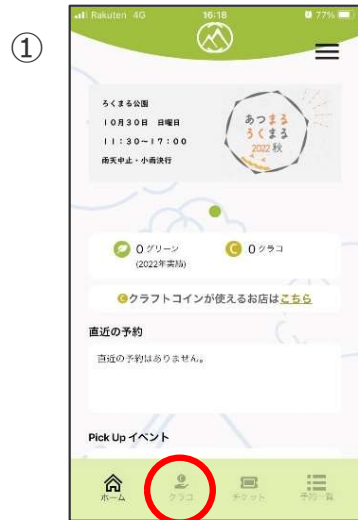 ①
Rakuten 4G 16:18 77%
ろくまる公園
10月30日 日曜日
11:30~17:00
雨天中止・小雨決行
あつまる
ろくまる
2022秋
0 グリーン
(2022年実績)
0 クラコ
クラフトコインが使えるお店はこちら
直近の予約
直近の予約はありません。
Pick Up イベント
ホーム クラコ チケット 予約一覧